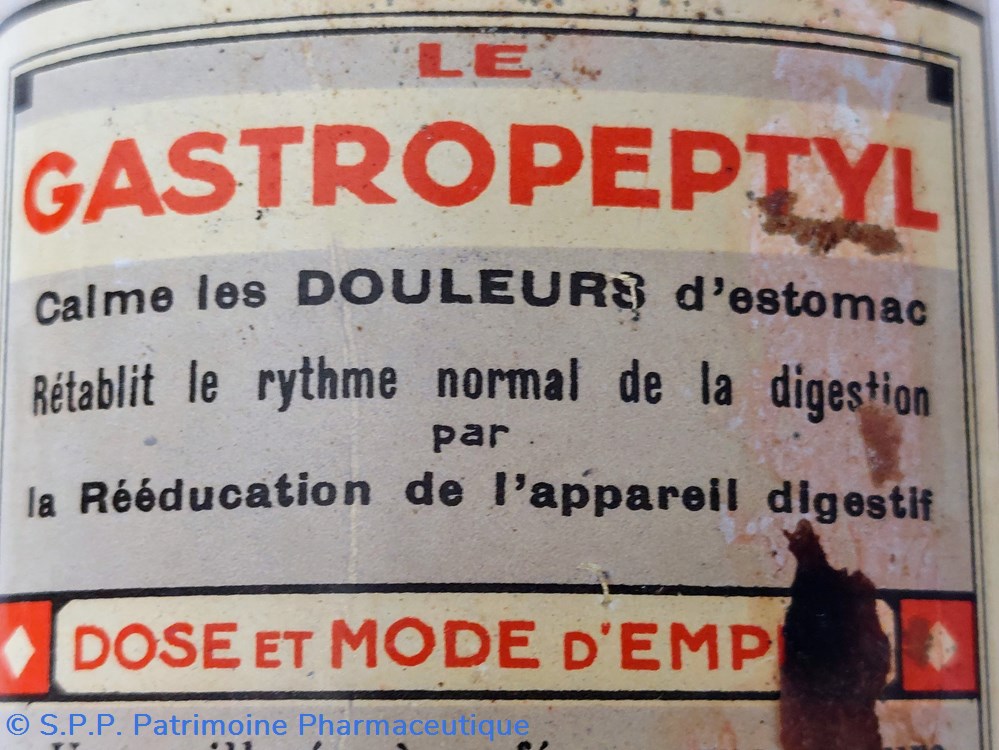 LE
GASTROPEPTYL
Calme les DOULEURS d'estomac
Rétablit le rythme normal de la digestion
par
la Rééducation de l'appareil digestif
DOSE ET MODE D'EMP
© S.P.P. Patrimoine Pharmaceutique